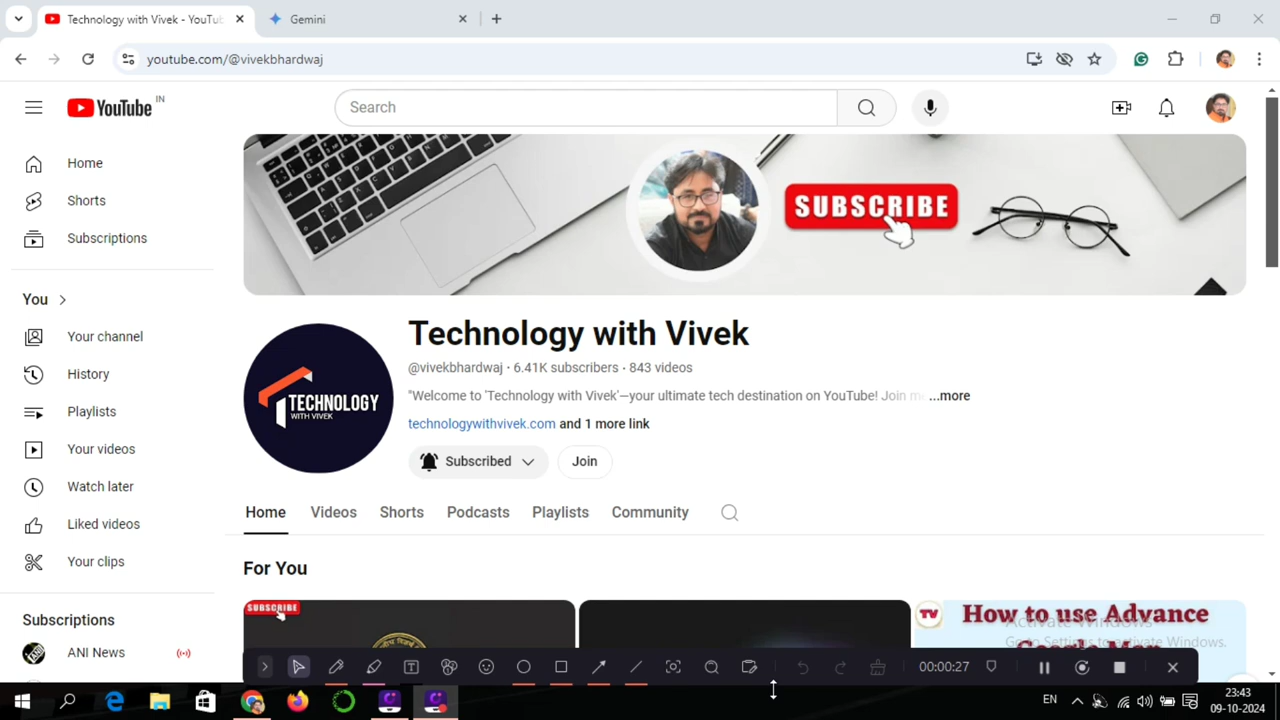 Technology with Vivek - YouTu
Gemini
youtube.com/@vivekbhardwaj
YouTube IN
Search
Home
Shorts
Subscriptions
You
Your channel
History
Playlists
Your videos
Watch later
Liked videos
Your clips
Subscriptions
ANI News
SUBSCRIBE
TECHNOLOGY
WITH VIVEK
Technology with Vivek
@vivekbhardwaj · 6.41K subscribers · 843 videos
"Welcome to 'Technology with Vivek'—your ultimate tech destination on YouTube! Join me ...more
technologywithvivek.com and 1 more link
Subscribed
Join
Home Videos Shorts Podcasts Playlists Community
For You
SUBSCRIBE
TV
How to use Advance
Activate Windows
Go to Settings to activate Windows.
00:00:27
EN
23:43
09-10-2024